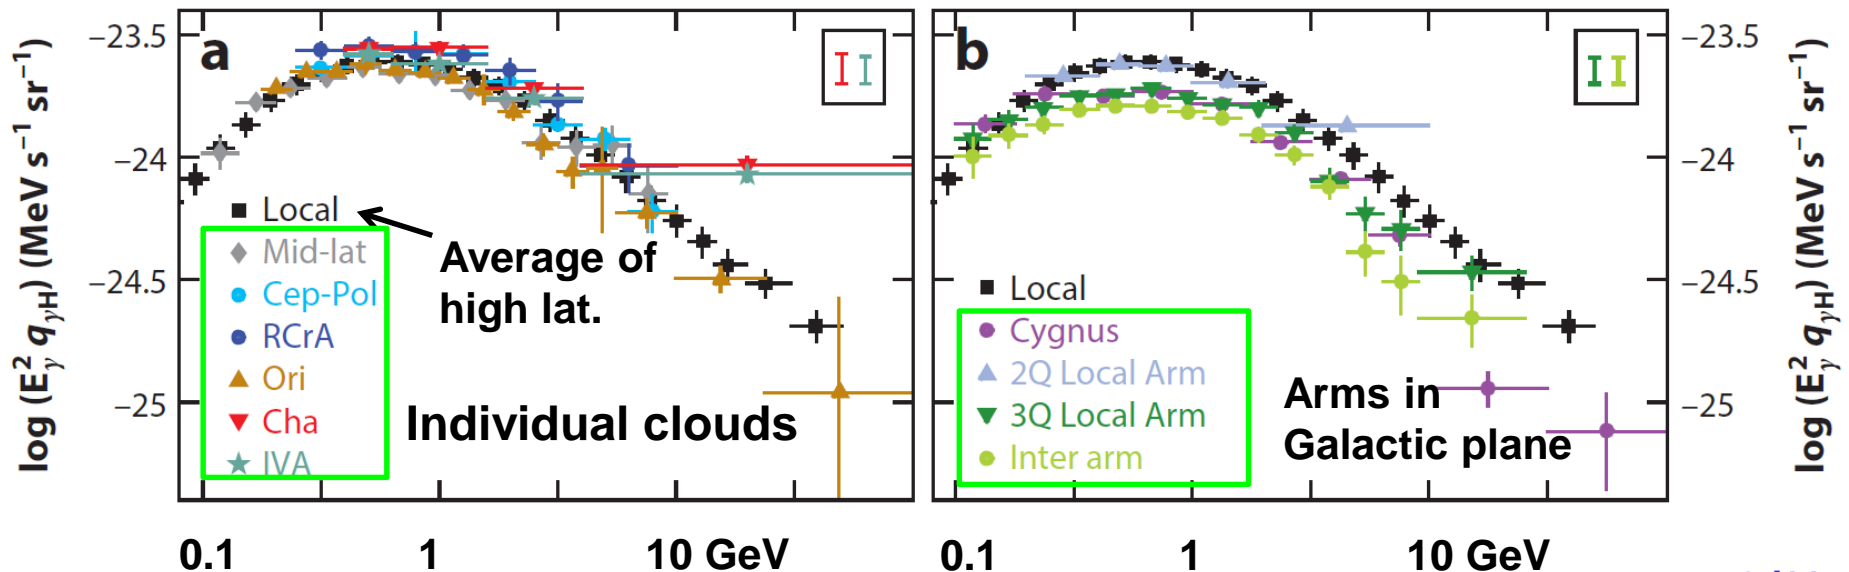 a
log (E²γ qγH) (MeV s⁻¹ sr⁻¹)
−23.5
−24
−24.5
−25
Local
Mid-lat
Cep-Pol
RCrA
Ori
Cha
IVA
Average of
high lat.
Individual clouds
0.1
1
10 GeV
b
Local
Cygnus
2Q Local Arm
3Q Local Arm
Inter arm
Arms in
Galactic plane
0.1
1
10 GeV
−23.5
−24
−24.5
−25
log (E²γ qγH) (MeV s⁻¹ sr⁻¹)